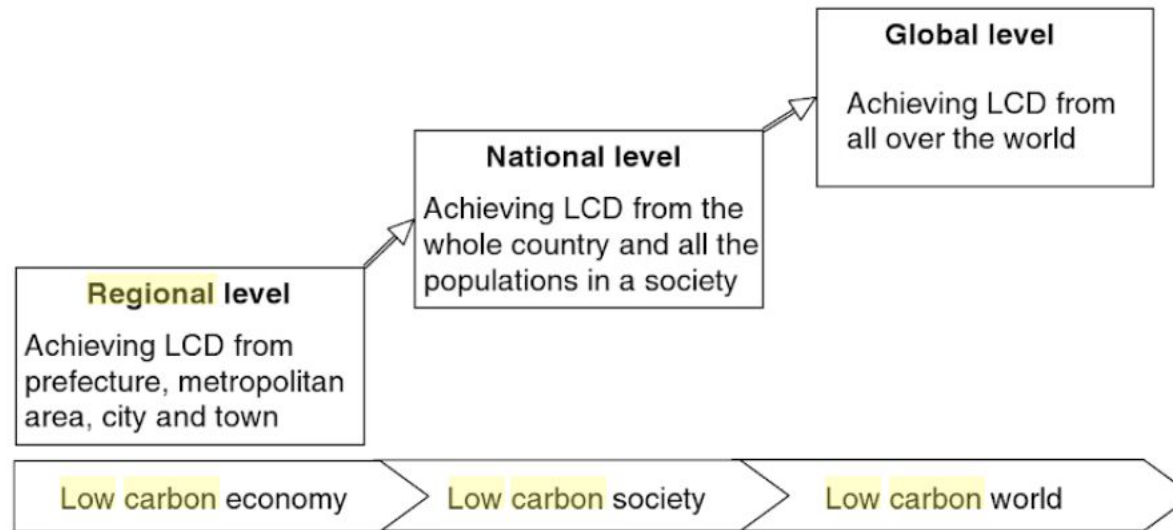 Global level
Achieving LCD from
all over the world
National level
Achieving LCD from the
whole country and all the
populations in a society
Regional level
Achieving LCD from
prefecture, metropolitan
area, city and town
Low carbon economy
Low carbon society
Low carbon world